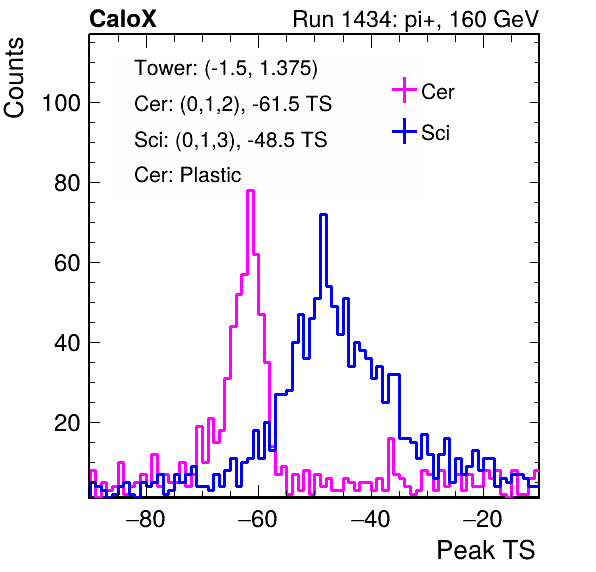 CaloX Run 1434: pi+, 160 GeV
Counts
Tower: (-1.5, 1.375)
Cer: (0,1,2), -61.5 TS
Sci: (0,1,3), -48.5 TS
Cer: Plastic
Cer
Sci
100
80
60
40
20
−80 −60 −40 −20
Peak TS